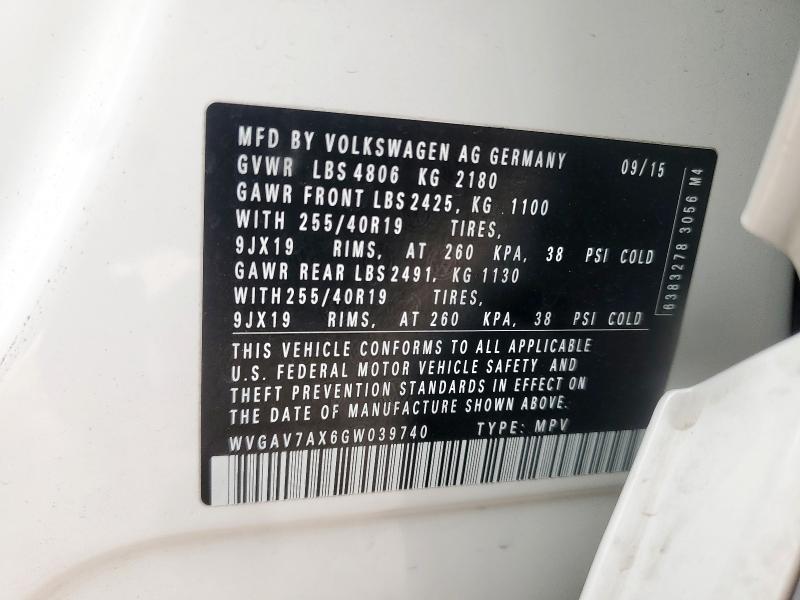 MFD BY VOLKSWAGEN AG GERMANY 09/15
GVWR LBS 4806 KG 2180
GAWR FRONT LBS 2425, KG 1100
WITH 255/40R19 TIRES,
9JX19 RIMS, AT 260 KPA, 38 PSI COLD
GAWR REAR LBS 2491, KG 1130
WITH 255/40R19 TIRES,
9JX19 RIMS, AT 260 KPA, 38 PSI COLD
THIS VEHICLE CONFORMS TO ALL APPLICABLE
U.S. FEDERAL MOTOR VEHICLE SAFETY AND
THEFT PREVENTION STANDARDS IN EFFECT ON
THE DATE OF MANUFACTURE SHOWN ABOVE.
WVGAV7AX6GW039740 TYPE: MPV
6383278 3056 M4